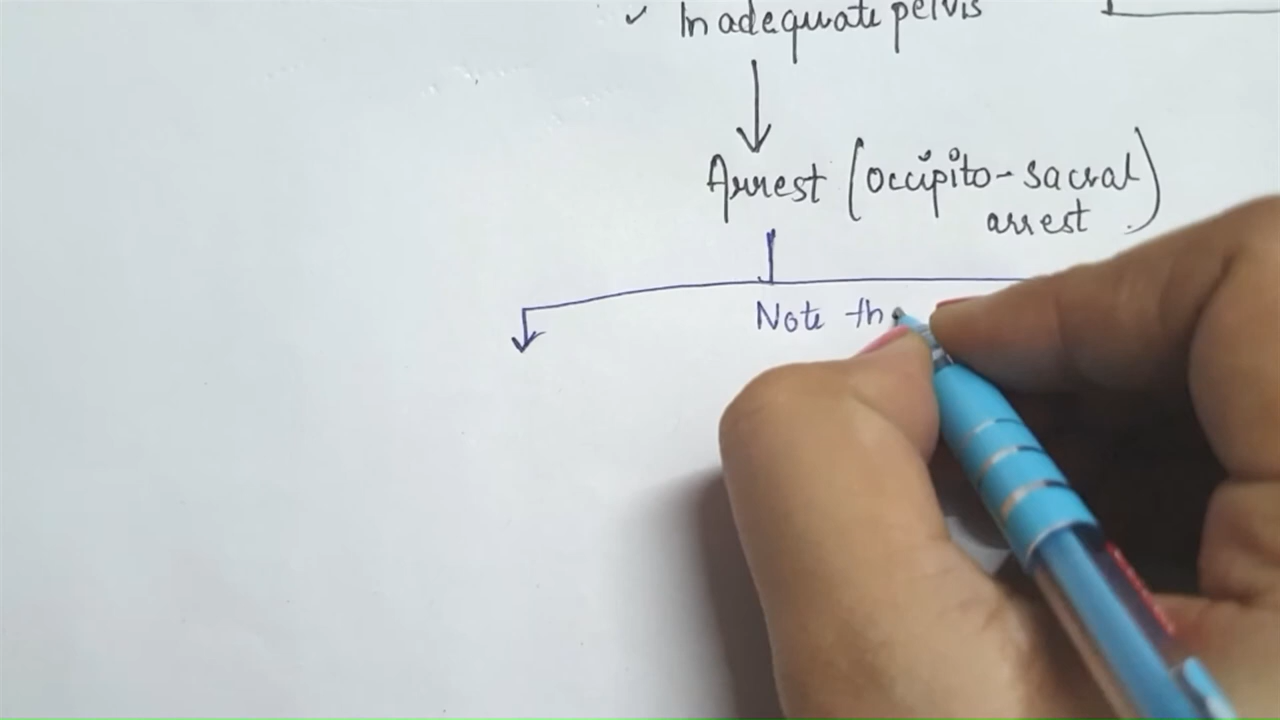 ✓ Inadequate pelvis
Arrest (occipito-sacral
arrest)
Note th